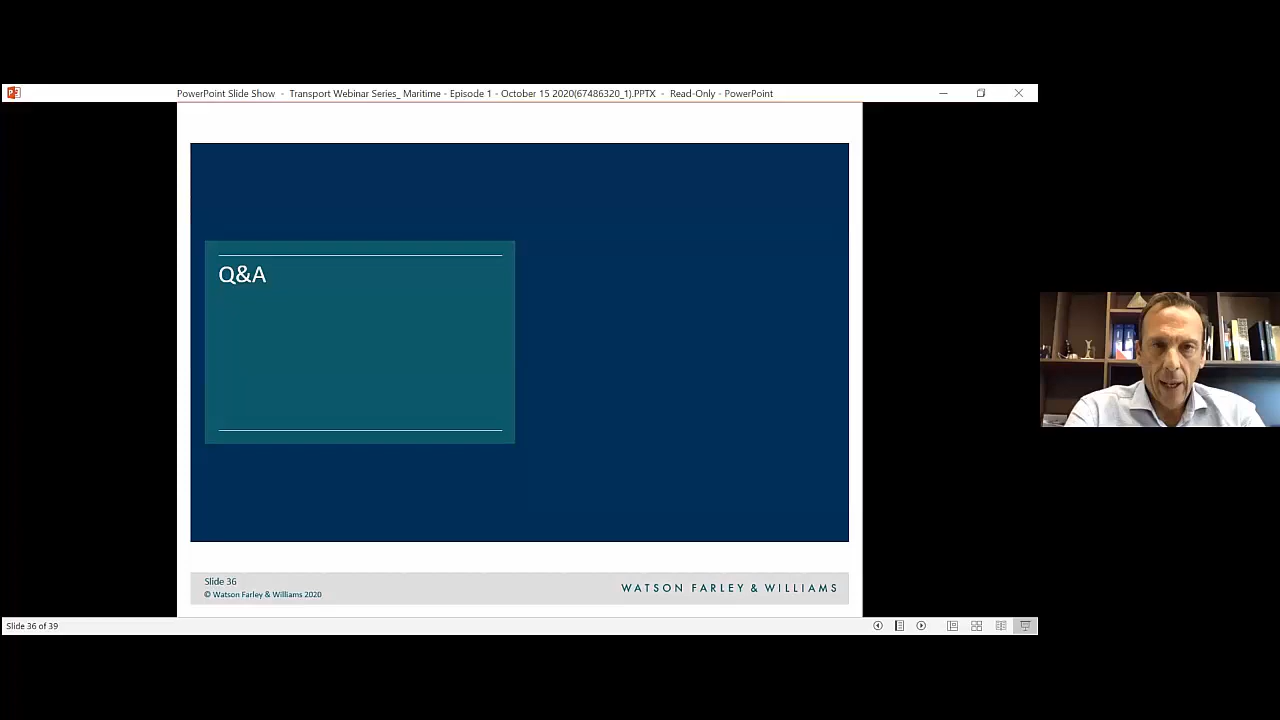 PowerPoint Slide Show - Transport Webinar Series_ Maritime - Episode 1 - October 15 2020(67486320_1).PPTX - Read-Only - PowerPoint
Q&A
Slide 36
© Watson Farley & Williams 2020
WATSON FARLEY & WILLIAMS
Slide 36 of 39